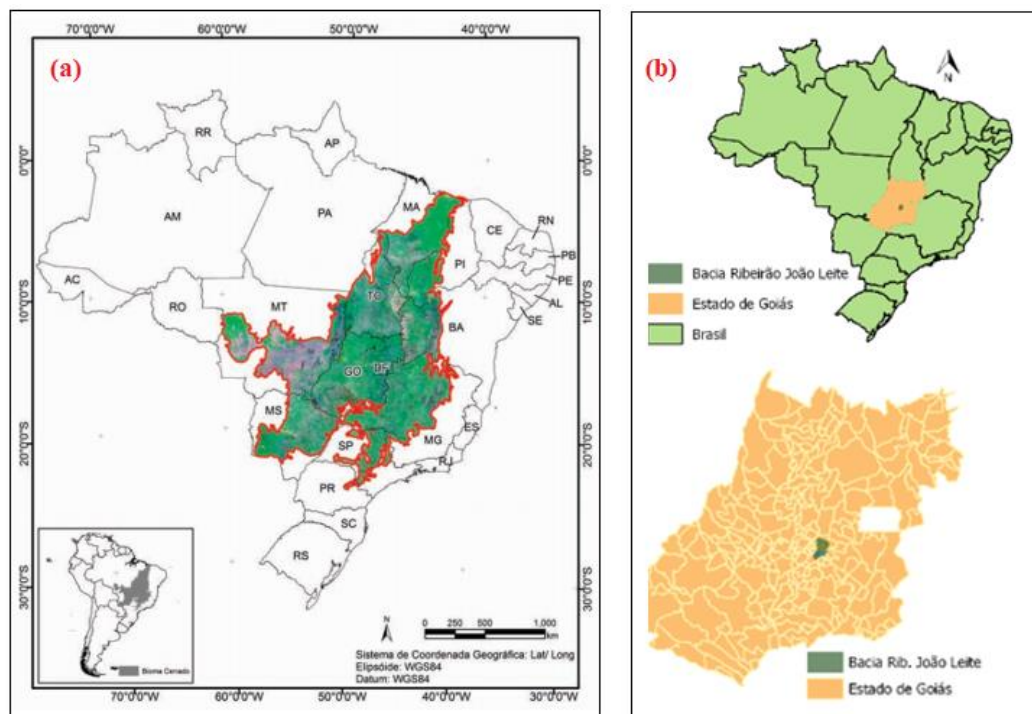 70°0'0"W 60°0'0"W 50°0'0"W 40°0'0"W
(a)
RR
AP
0°0'0"
0°0'0"
AM
PA
MA
CE
RN
PB
PE
AL
SE
PI
AC
RO
TO
MT
BA
10°0'0"S
10°0'0"S
GO
DF
MS
MG
ES
SP
RJ
20°0'0"S
20°0'0"S
PR
SC
RS
30°0'0"S
30°0'0"S
Bioma Cerrado
N
0 250 500 1,000
km
Sistema de Coordenada Geográfica: Lat/ Long
Elipsóide: WGS84
Datum: WGS84
70°0'0"W 60°0'0"W 50°0'0"W 40°0'0"W 30°0'0"W
(b)
N
Bacia Ribeirão João Leite
Estado de Goiás
Brasil
Bacia Rib. João Leite
Estado de Goiás